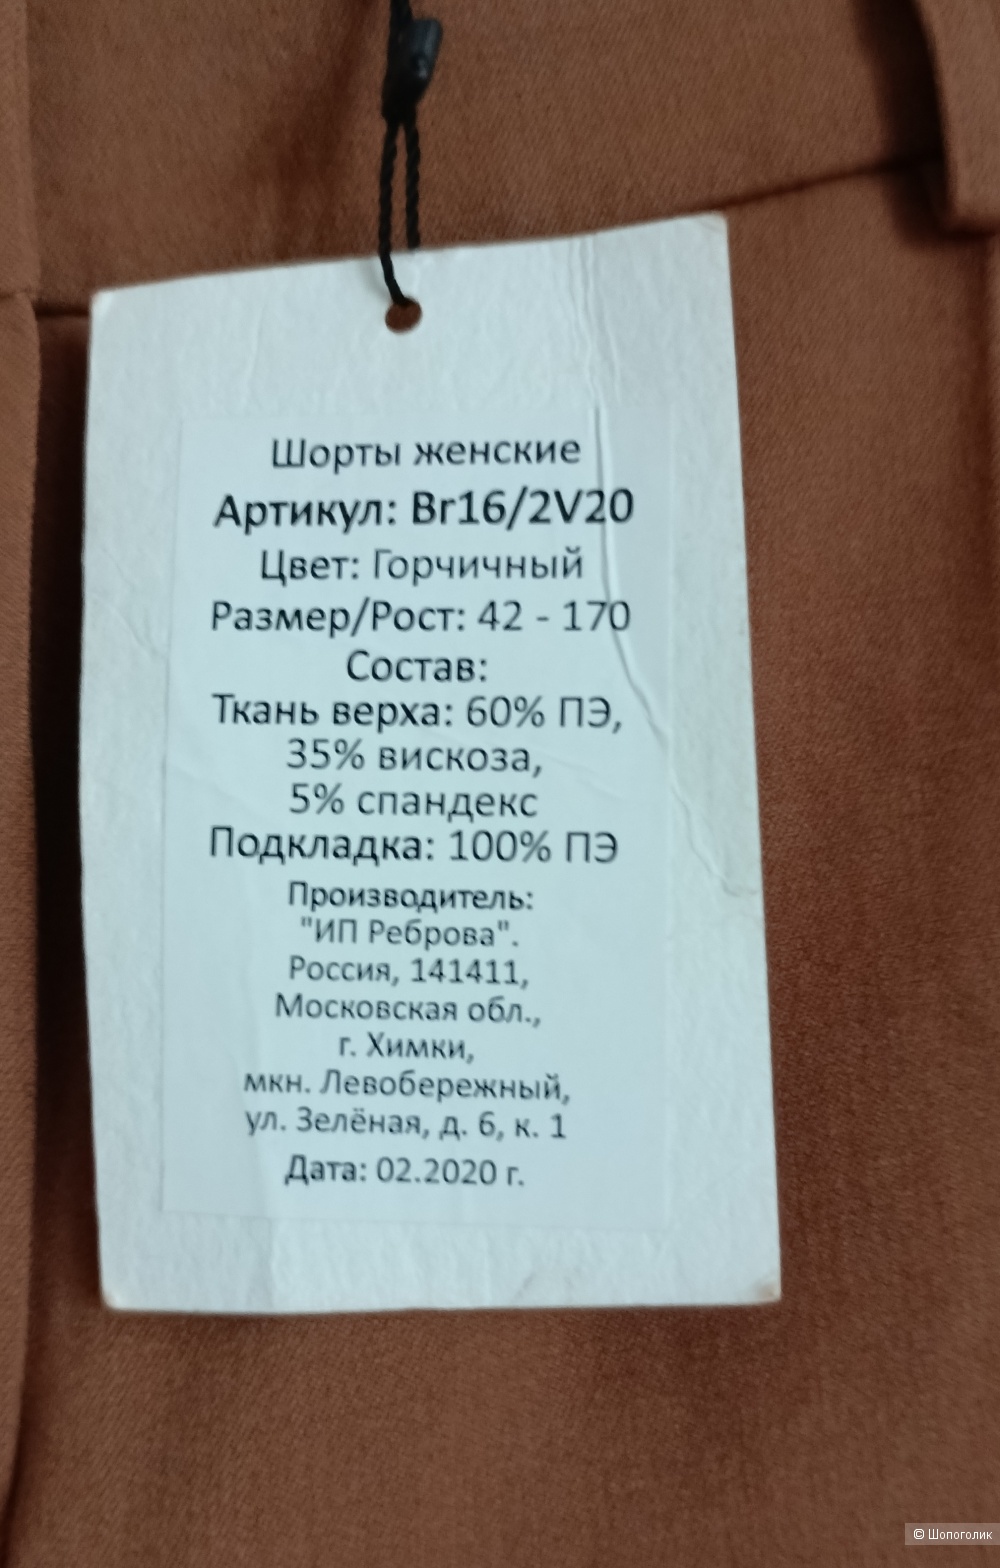 Шорты женские
Артикул: Br16/2V20
Цвет: Горчичный
Размер/Рост: 42 - 170
Состав:
Ткань верха: 60% ПЭ,
35% вискоза,
5% спандекс
Подкладка: 100% ПЭ
Производитель:
"ИП Реброва".
Россия, 141411,
Московская обл.,
г. Химки,
мкн. Левобережный,
ул. Зелёная, д. 6, к. 1
Дата: 02.2020 г.
© Шопоголик